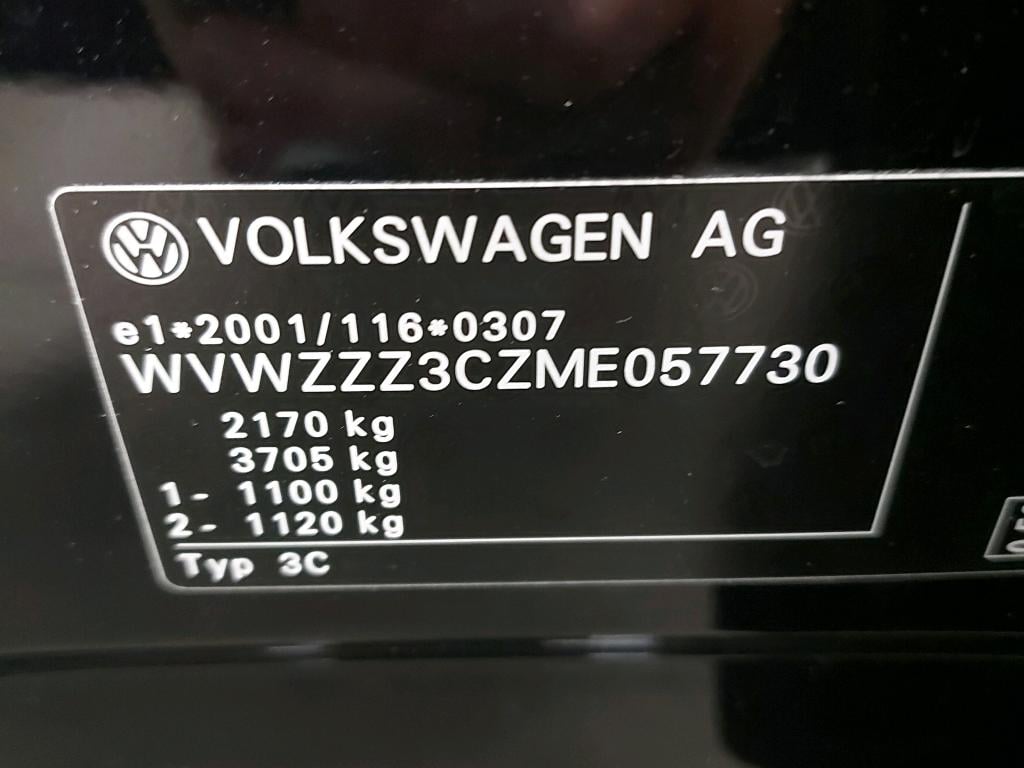 VOLKSWAGEN AG
e1*2001/116*0307
WVWZZZ3CZME057730
2170 kg
3705 kg
1- 1100 kg
2- 1120 kg
Typ 3C